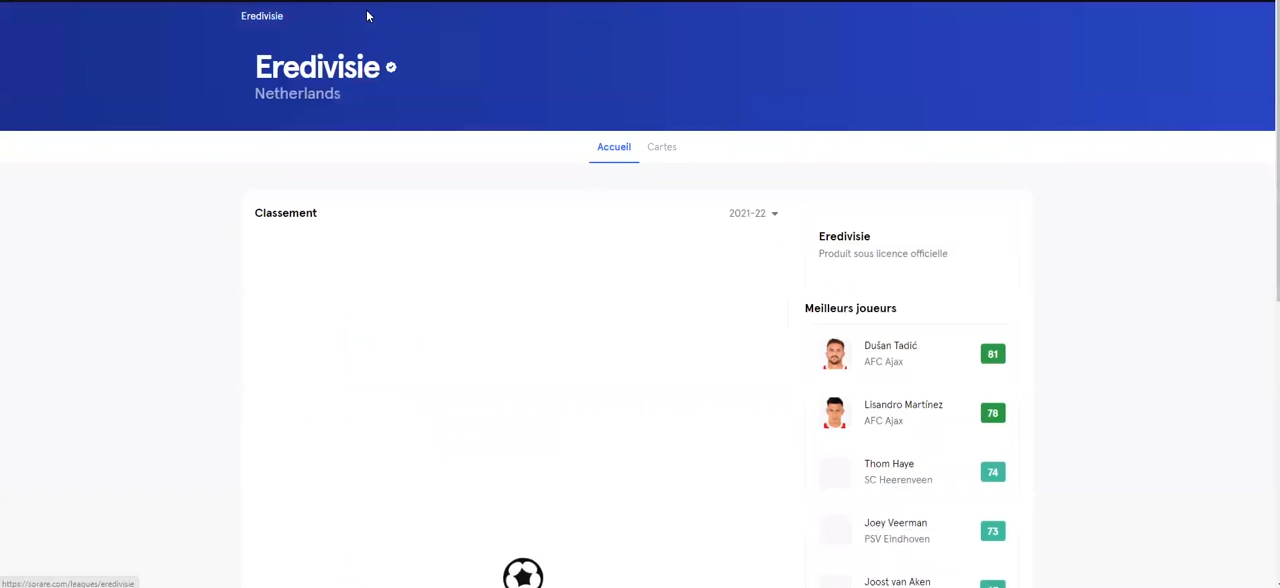 Eredivisie
Eredivisie
Netherlands
Accueil
Cartes
Classement
2021-22
Eredivisie
Produit sous licence officielle
Meilleurs joueurs
Dušan Tadić
AFC Ajax
81
Lisandro Martínez
AFC Ajax
78
Thom Haye
SC Heerenveen
74
Joey Veerman
PSV Eindhoven
73
Joost van Aken
https://sorare.com/leagues/eredivisie